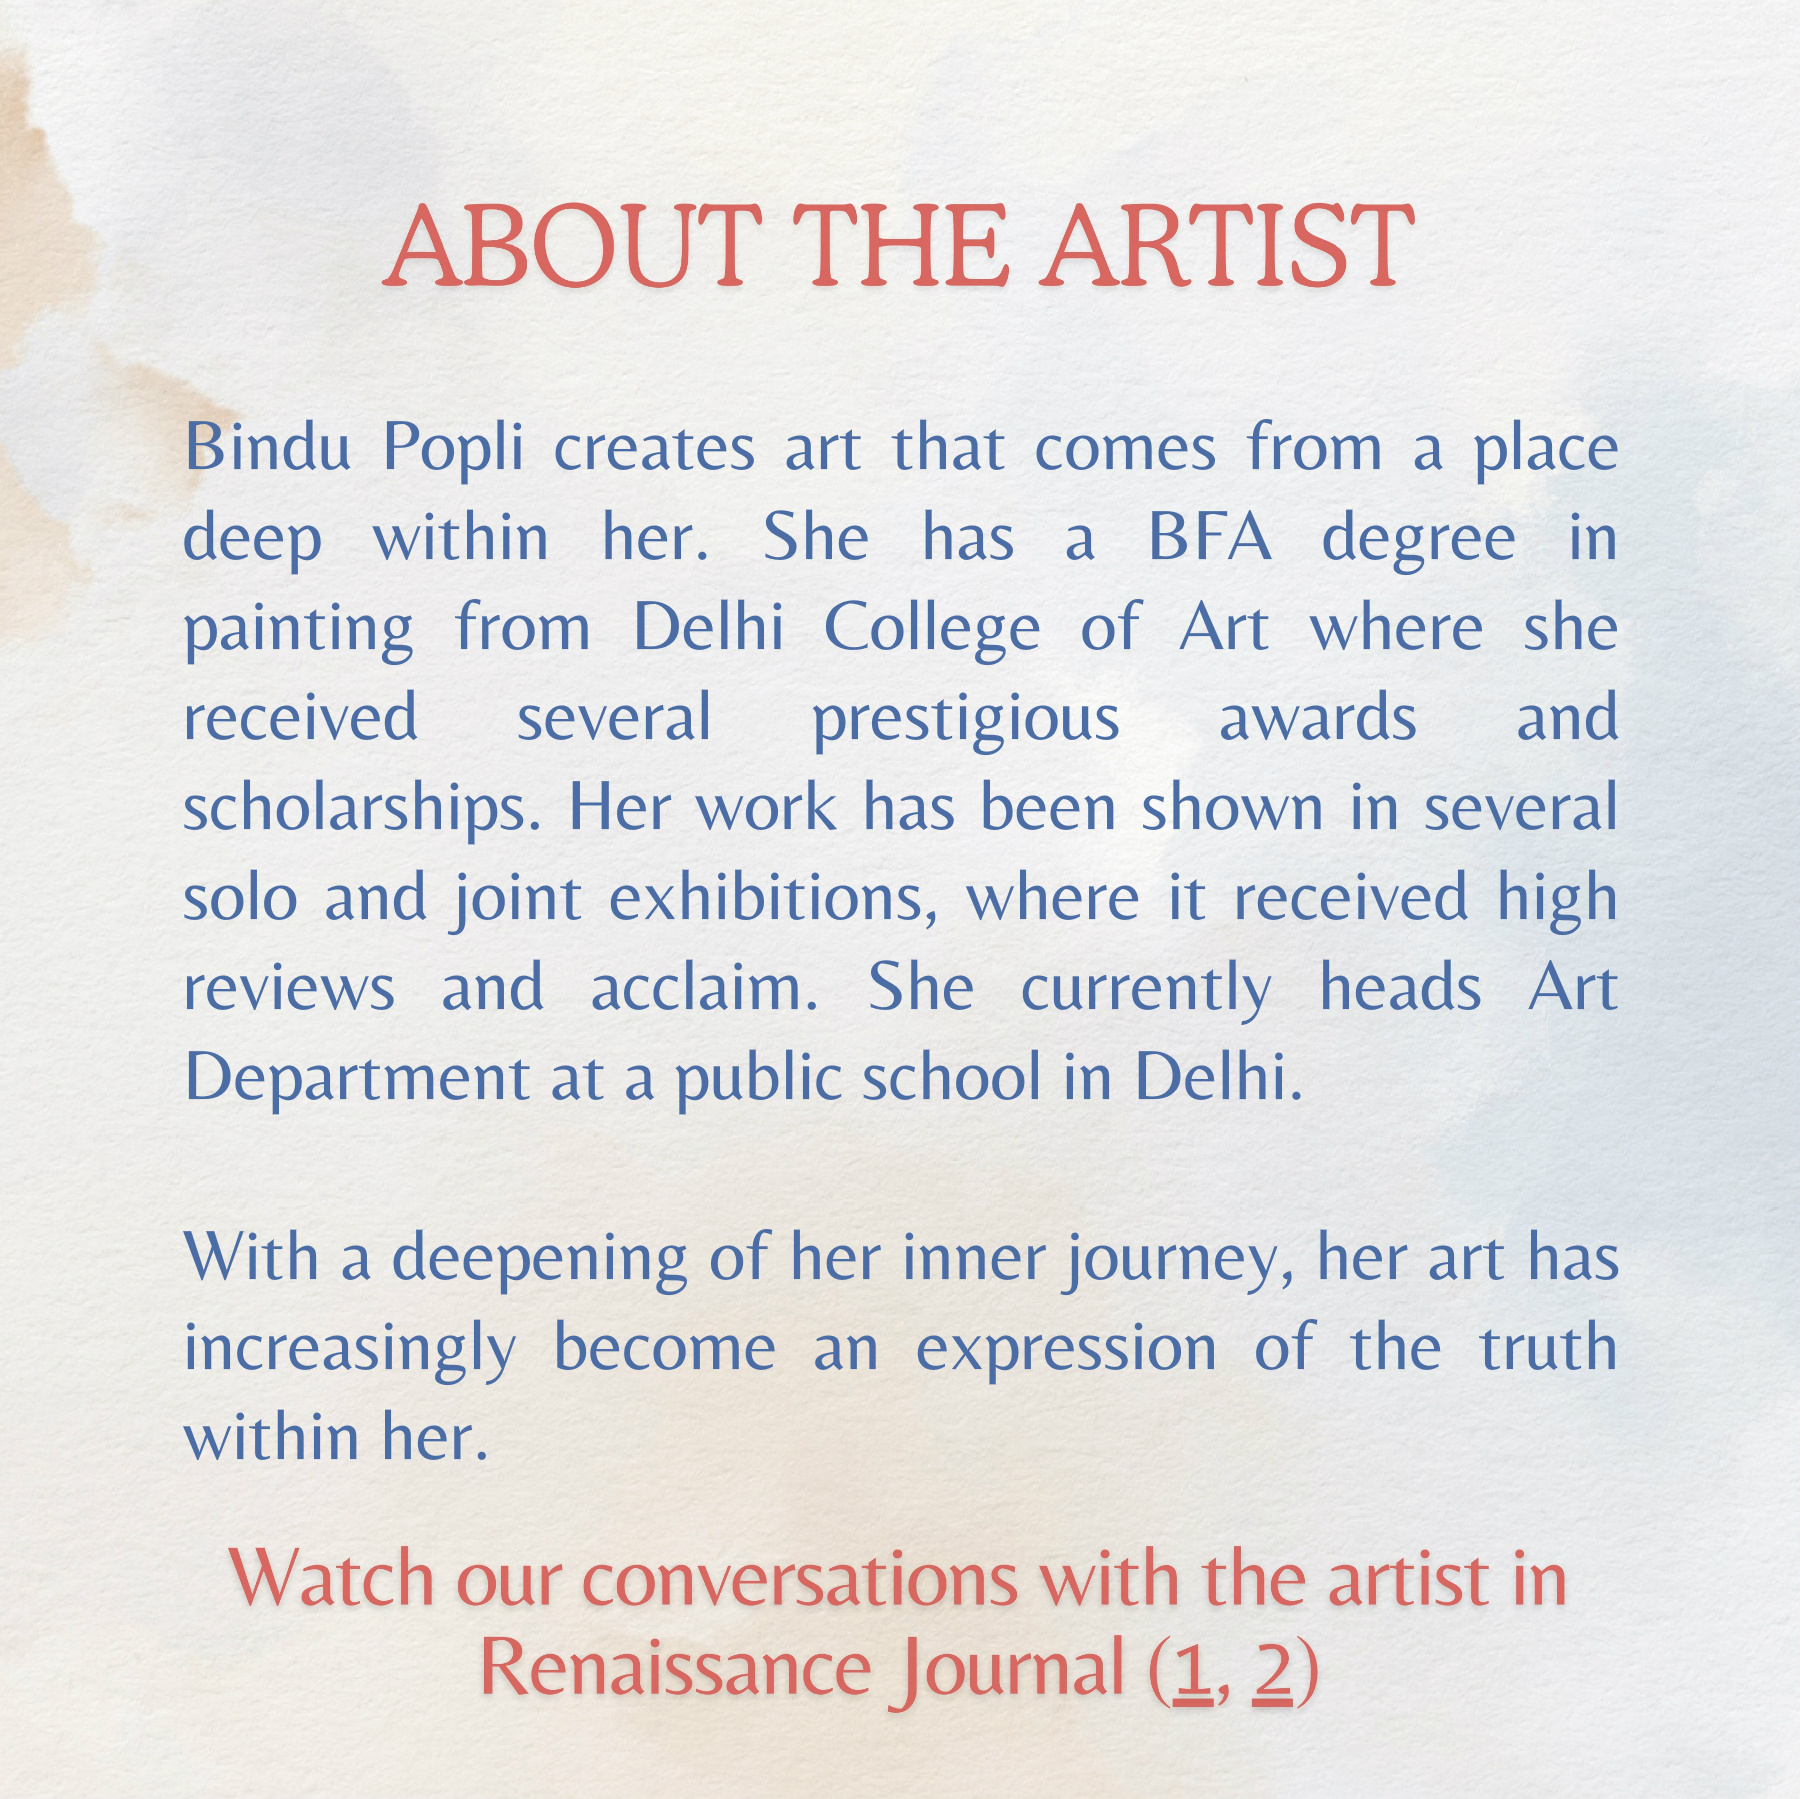 ABOUT THE ARTIST
Bindu Popli creates art that comes from a place
deep within her. She has a BFA degree in
painting from Delhi College of Art where she
received several prestigious awards and
scholarships. Her work has been shown in several
solo and joint exhibitions, where it received high
reviews and acclaim. She currently heads Art
Department at a public school in Delhi.
With a deepening of her inner journey, her art has
increasingly become an expression of the truth
within her.
Watch our conversations with the artist in
Renaissance Journal (1, 2)